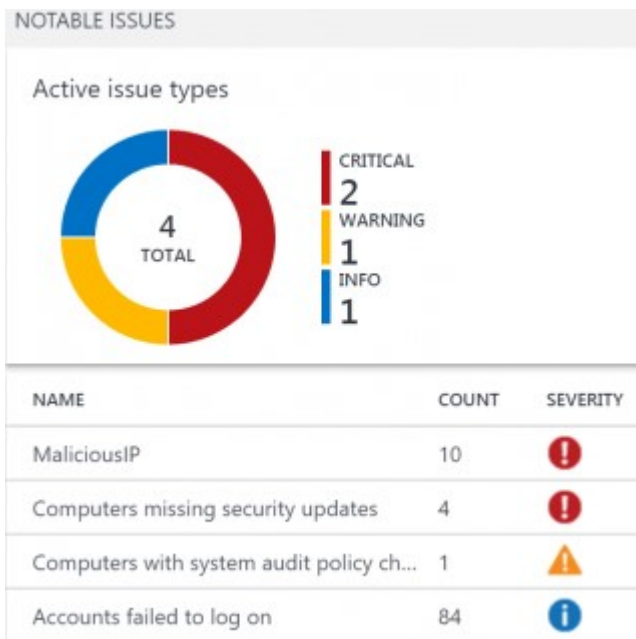 NOTABLE ISSUES
Active issue types
4
TOTAL
CRITICAL
2
WARNING
1
INFO
1
NAME COUNT SEVERITY
MaliciousIP 10
Computers missing security updates 4
Computers with system audit policy ch... 1
Accounts failed to log on 84